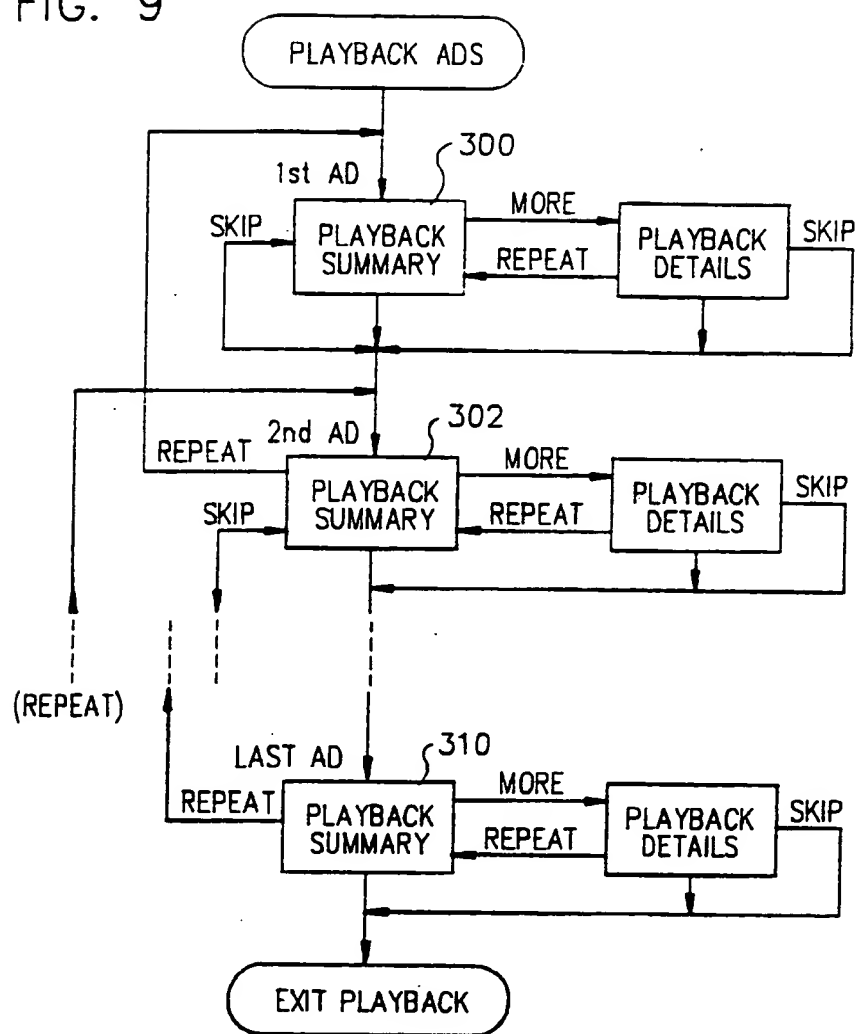 FIG. 9
PLAYBACK ADS
300
1st AD
MORE
SKIP
PLAYBACK
SUMMARY
REPEAT
PLAYBACK
DETAILS
SKIP
302
2nd AD
REPEAT
MORE
SKIP
PLAYBACK
SUMMARY
REPEAT
PLAYBACK
DETAILS
SKIP
(REPEAT)
310
LAST AD
REPEAT
MORE
PLAYBACK
SUMMARY
REPEAT
PLAYBACK
DETAILS
SKIP
EXIT PLAYBACK